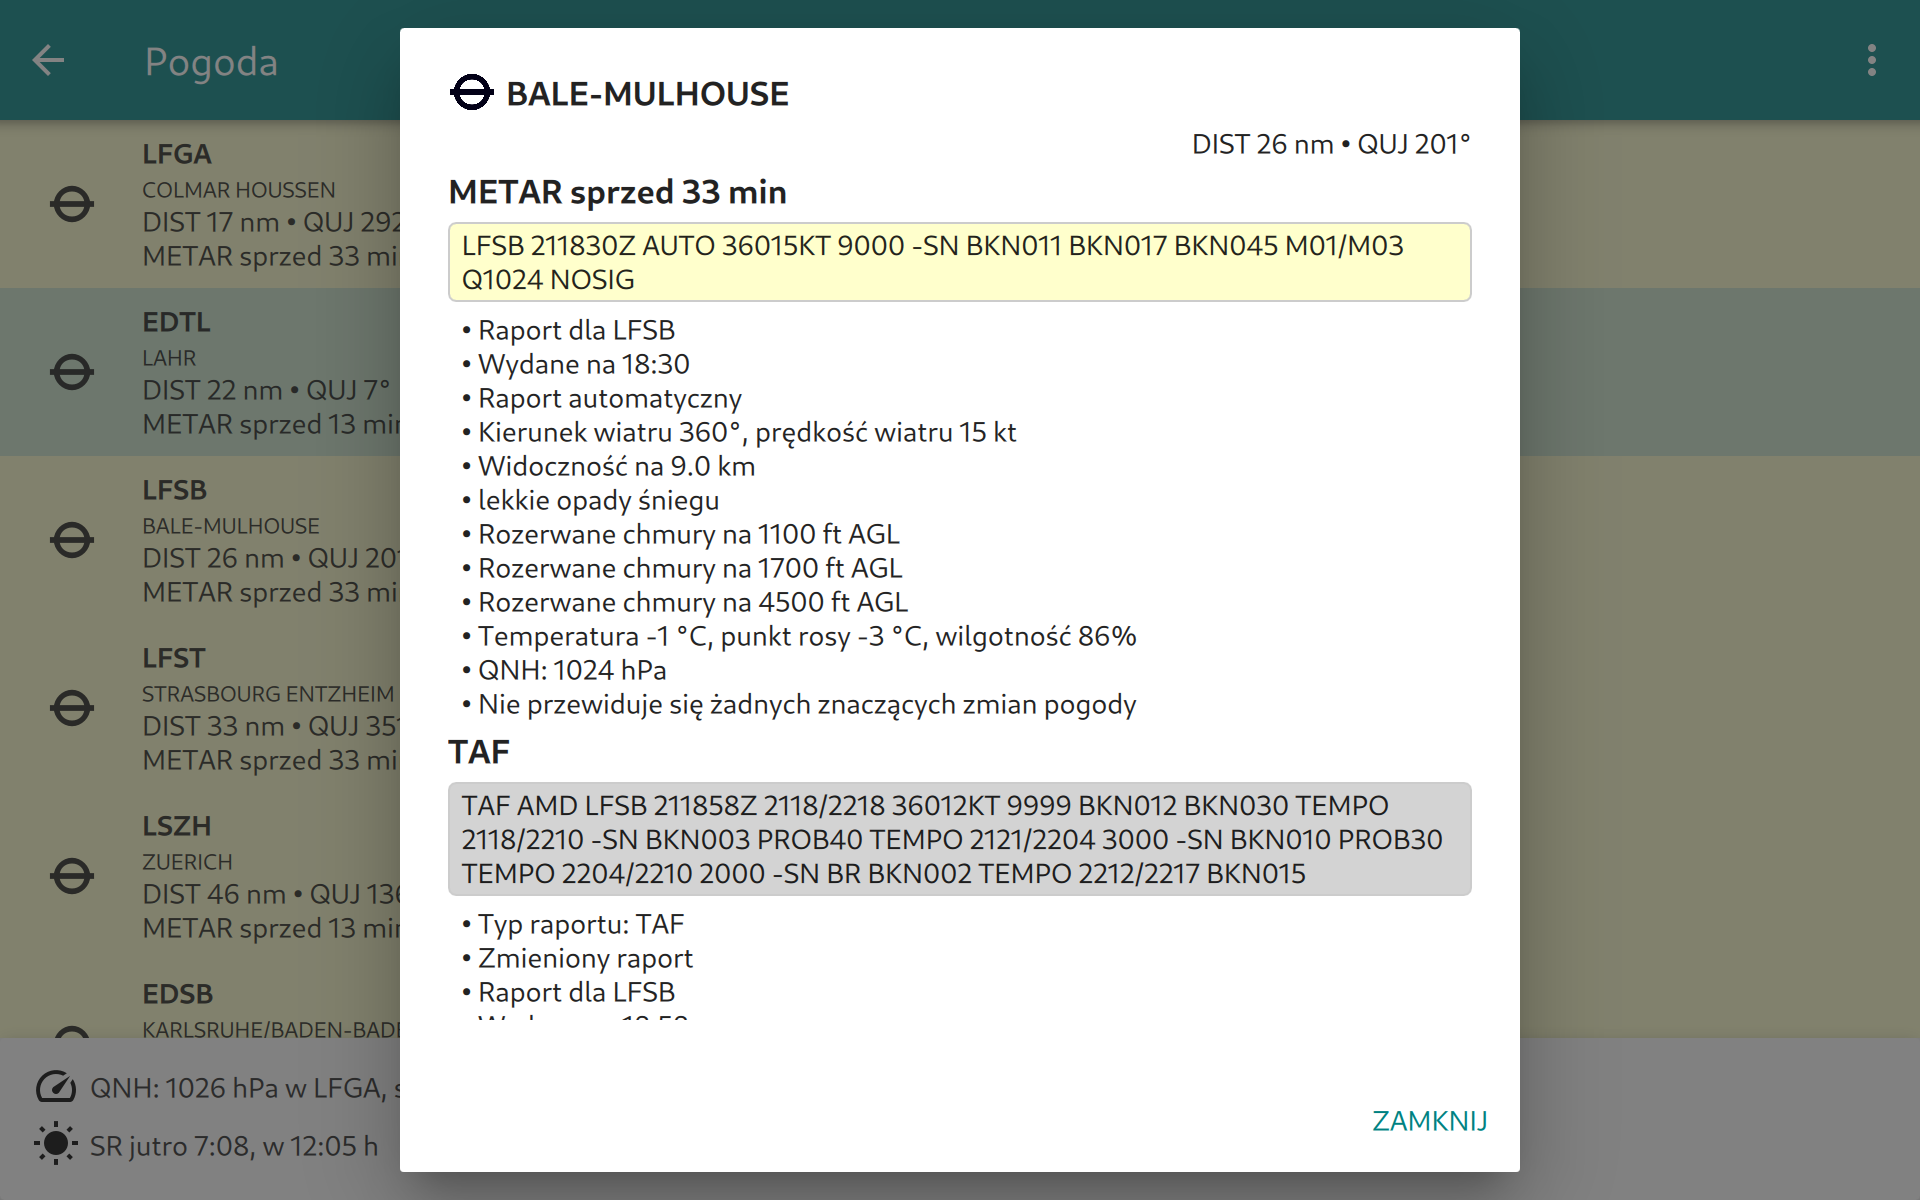 Pogoda
LFGA
COLMAR HOUSSEN
DIST 17 nm • QUJ 292
METAR sprzed 33 mi
EDTL
LAHR
DIST 22 nm • QUJ 7°
METAR sprzed 13 min
LFSB
BALE-MULHOUSE
DIST 26 nm • QUJ 201
METAR sprzed 33 mi
LFST
STRASBOURG ENTZHEIM
DIST 33 nm • QUJ 351
METAR sprzed 33 mi
LSZH
ZUERICH
DIST 46 nm • QUJ 136
METAR sprzed 13 min
EDSB
KARLSRUHE/BADEN-BADE
QNH: 1026 hPa w LFGA,
SR jutro 7:08, w 12:05 h
BALE-MULHOUSE
DIST 26 nm • QUJ 201°
METAR sprzed 33 min
LFSB 211830Z AUTO 36015KT 9000 -SN BKN011 BKN017 BKN045 M01/M03
Q1024 NOSIG
• Raport dla LFSB
• Wydane na 18:30
• Raport automatyczny
• Kierunek wiatru 360°, prędkość wiatru 15 kt
• Widoczność na 9.0 km
• lekkie opady śniegu
• Rozerwane chmury na 1100 ft AGL
• Rozerwane chmury na 1700 ft AGL
• Rozerwane chmury na 4500 ft AGL
• Temperatura -1 °C, punkt rosy -3 °C, wilgotność 86%
• QNH: 1024 hPa
• Nie przewiduje się żadnych znaczących zmian pogody
TAF
TAF AMD LFSB 211858Z 2118/2218 36012KT 9999 BKN012 BKN030 TEMPO
2118/2210 -SN BKN003 PROB40 TEMPO 2121/2204 3000 -SN BKN010 PROB30
TEMPO 2204/2210 2000 -SN BR BKN002 TEMPO 2212/2217 BKN015
• Typ raportu: TAF
• Zmieniony raport
• Raport dla LFSB
ZAMKNIJ